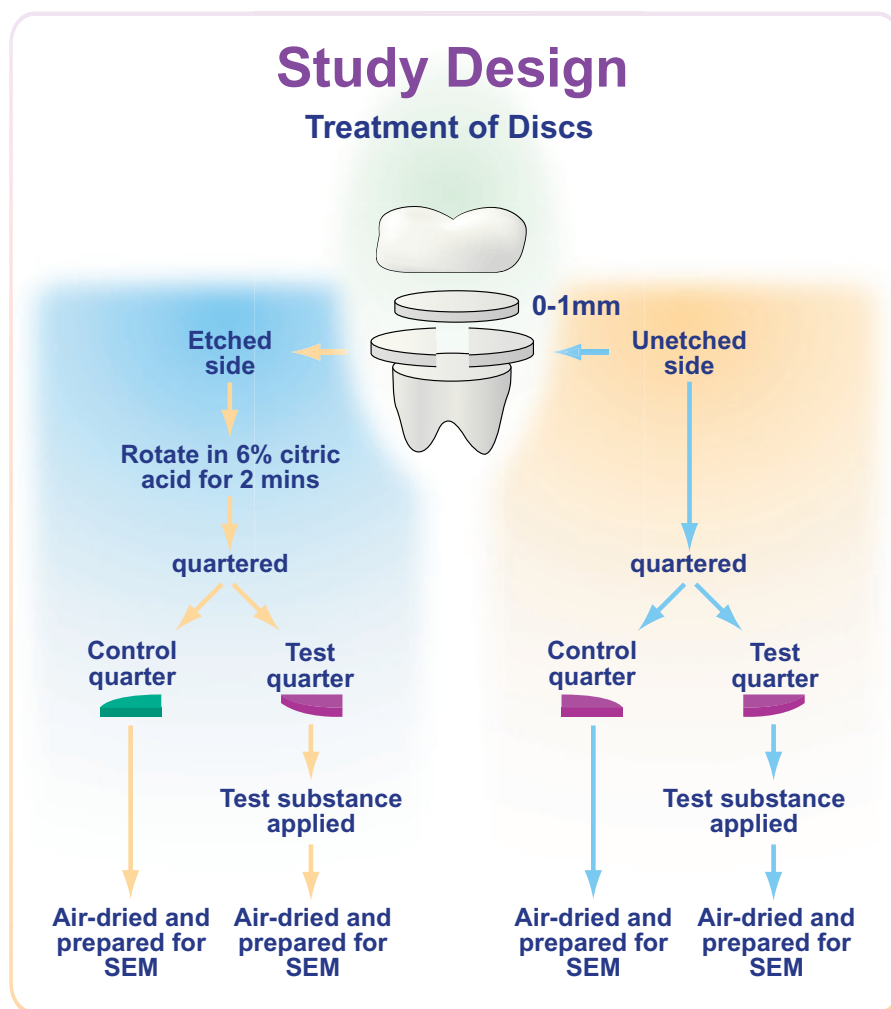 Study Design
Treatment of Discs
0-1mm
Etched
side
Rotate in 6% citric
acid for 2 mins
quartered
Control
quarter
Test
quarter
Test substance
applied
Air-dried and
prepared for
SEM
Air-dried and
prepared for
SEM
Unetched
side
quartered
Control
quarter
Test
quarter
Test substance
applied
Air-dried and
prepared for
SEM
Air-dried and
prepared for
SEM